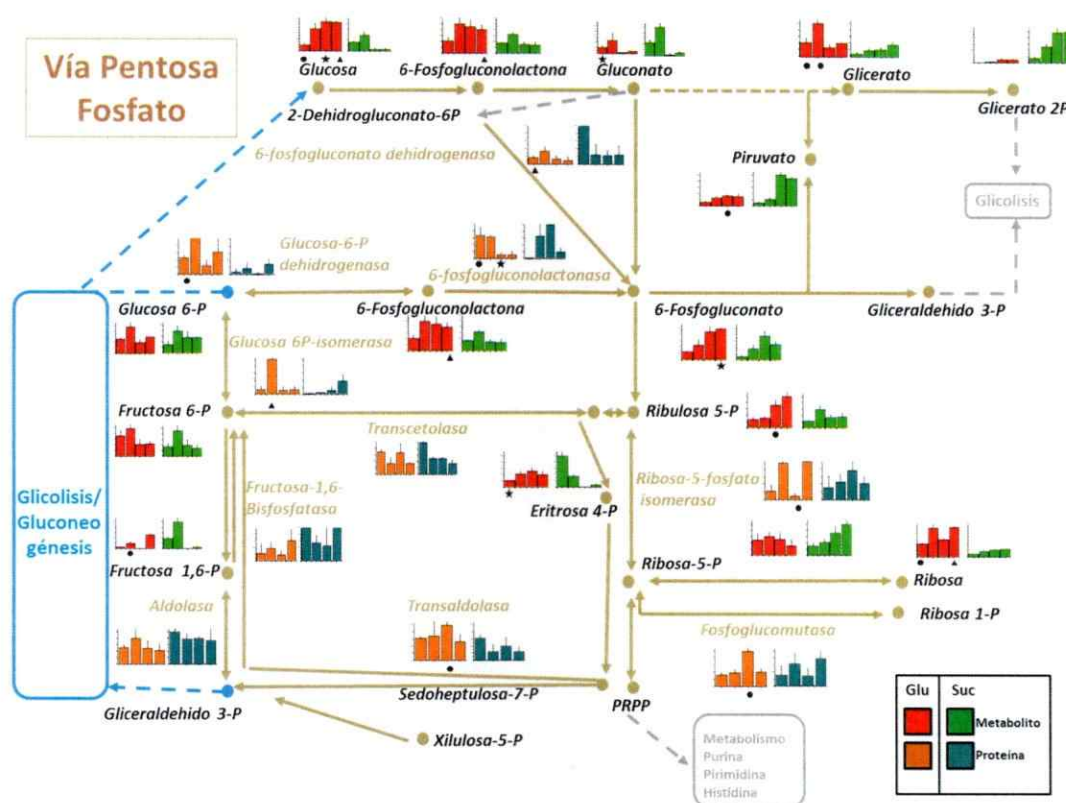 Vía Pentosa
Fosfato
Glucosa
6-Fosfogluconolactona
Gluconato
Glicerato
Glicerato 2P
2-Dehidrogluconato-6P
6-fosfogluconato dehidrogenasa
Piruvato
Glicolisis
Glucosa-6-P
dehidrogenasa
6-fosfogluconolactonasa
Glucosa 6-P
6-Fosfogluconolactona
6-Fosfogluconato
Gliceraldehido 3-P
Glucosa 6P-isomerasa
Fructosa 6-P
Ribulosa 5-P
Transcetolasa
Glicolisis/
Gluconeo
génesis
Fructosa-1,6-
Bisfosfatasa
Eritrosa 4-P
Ribosa-5-fosfato
isomerasa
Fructosa 1,6-P
Ribosa-5-P
Ribosa
Aldolasa
Transaldolasa
Ribosa 1-P
Fosfoglucomutasa
Gliceraldehido 3-P
Sedoheptulosa-7-P
PRPP
Xilulosa-5-P
Metabolismo
Purina
Pirimidina
Histidina
Glu
Suc
Metabolito
Proteína